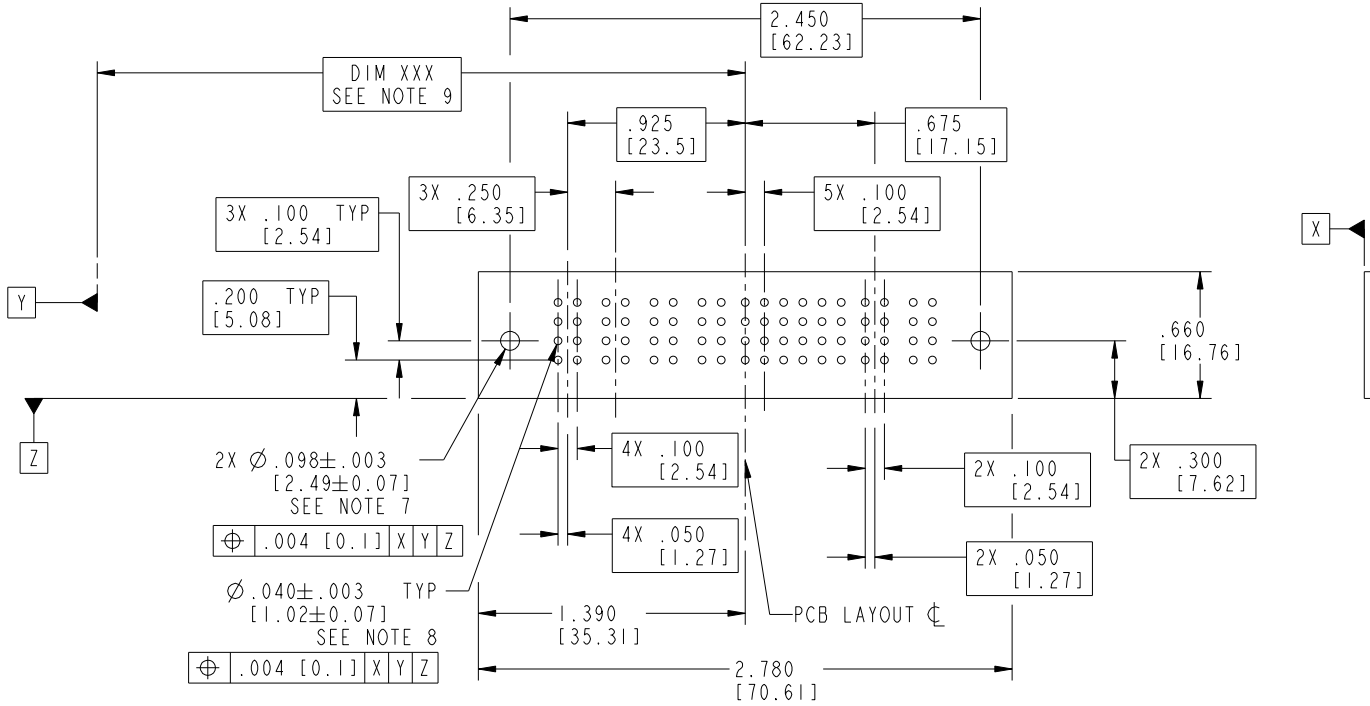 2.450
[62.23]
DIM XXX
SEE NOTE 9
.925
[23.5]
.675
[17.15]
3X .250
[6.35]
5X .100
[2.54]
3X .100 TYP
[2.54]
X
.200 TYP
[5.08]
Y
.660
[16.76]
Z
2X Ø .098±.003
[2.49±0.07]
SEE NOTE 7
⌖ .004 [0.1] X Y Z
4X .100
[2.54]
2X .100
[2.54]
2X .300
[7.62]
4X .050
[1.27]
2X .050
[1.27]
Ø .040±.003 TYP
[1.02±0.07]
SEE NOTE 8
⌖ .004 [0.1] X Y Z
1.390
[35.31]
PCB LAYOUT ℄
2.780
[70.61]